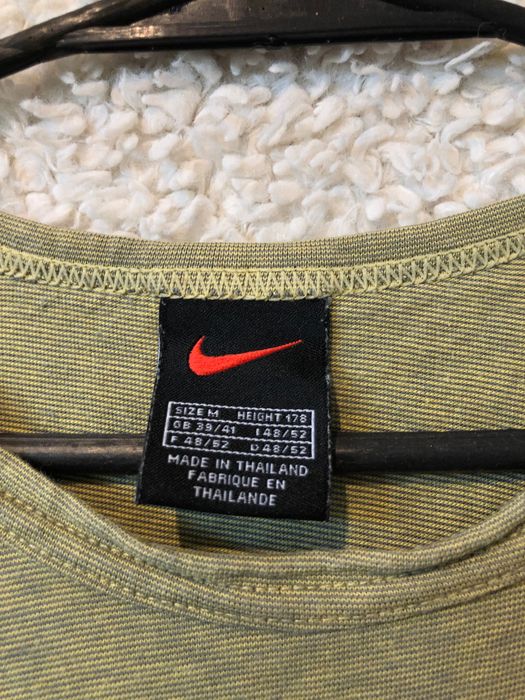 SIZE M HEIGHT 178
GB 39/41 I 48/52
F 48/52 D 48/52
MADE IN THAILAND
FABRIQUE EN
THAILANDE